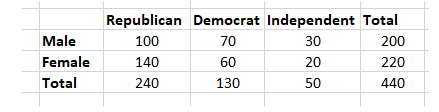 Republican Democrat Independent Total
Male 100 70 30 200
Female 140 60 20 220
Total 240 130 50 440